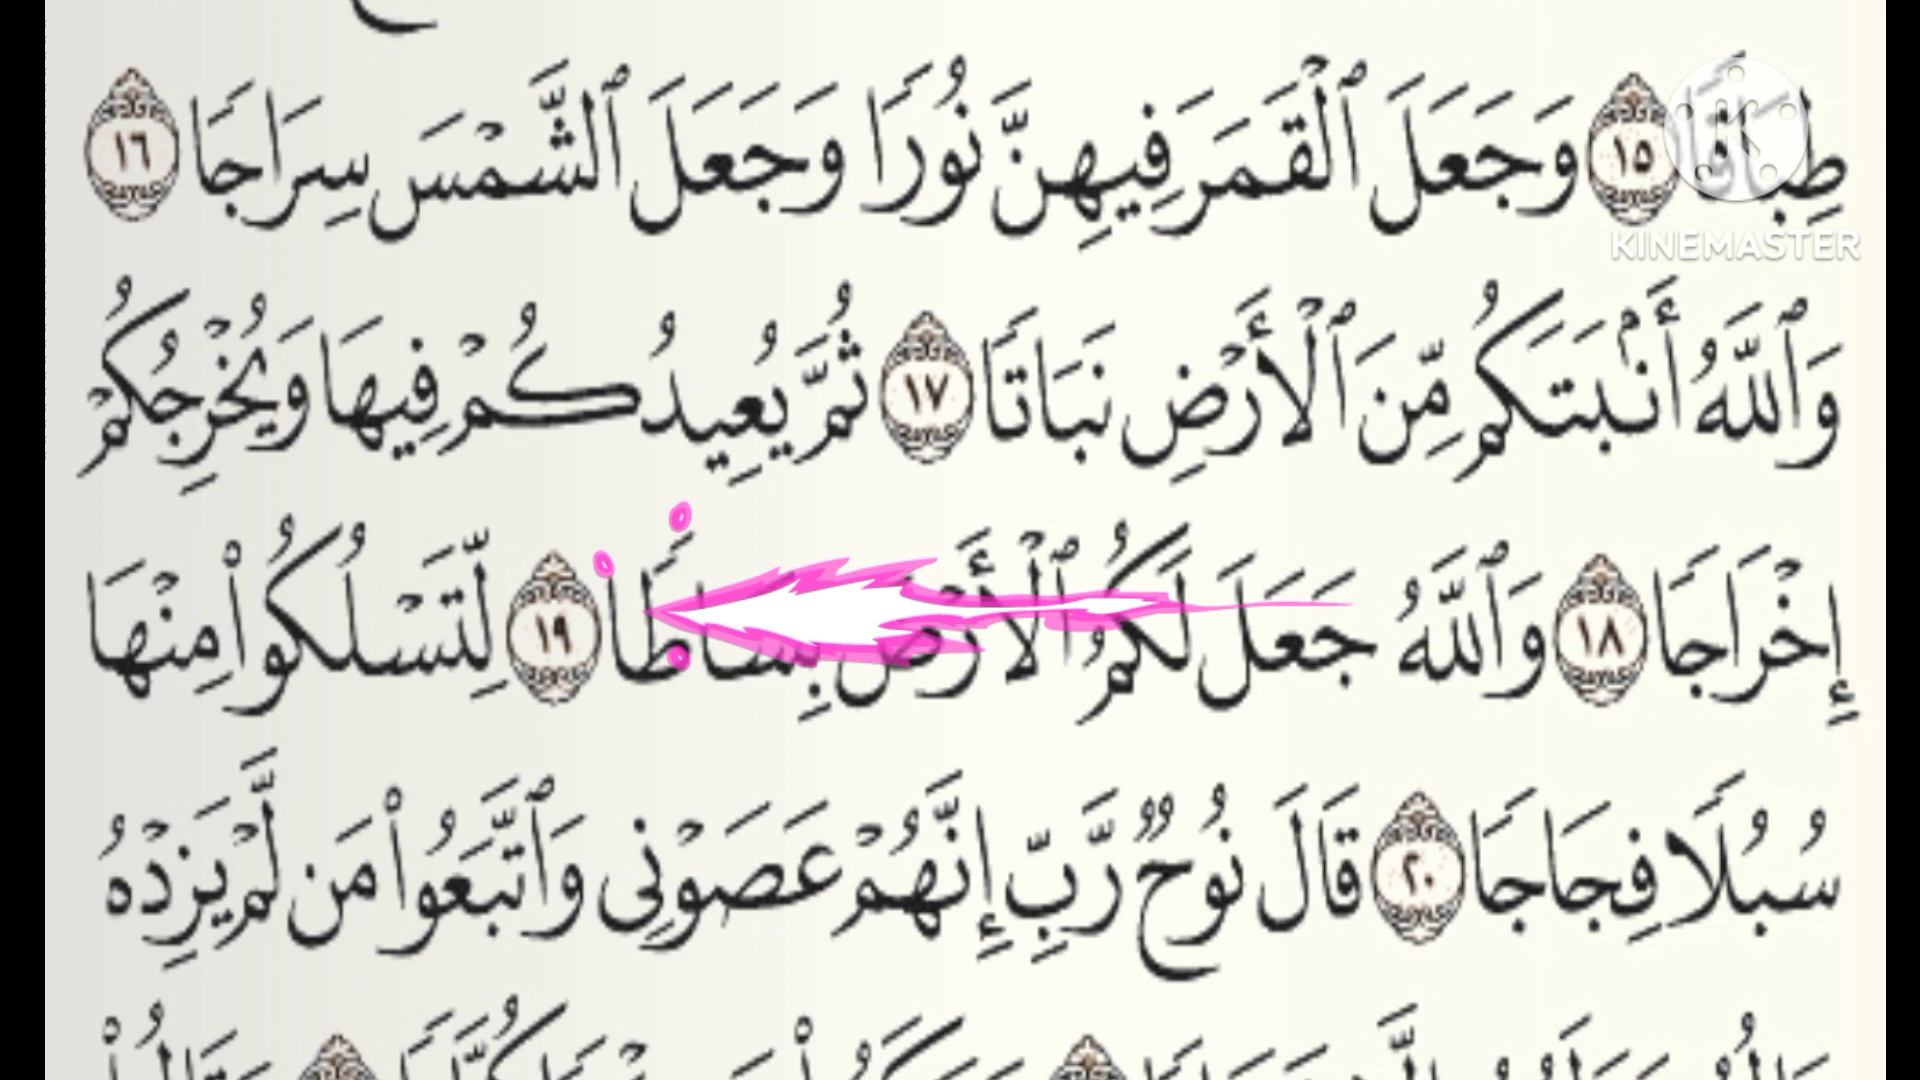 طِبَاقًا ١٥ وَجَعَلَ ٱلْقَمَرَ فِيهِنَّ نُورًا وَجَعَلَ ٱلشَّمْسَ سِرَاجًا ١٦
KINEMASTER
وَٱللَّهُ أَنۢبَتَكُم مِّنَ ٱلْأَرْضِ نَبَاتًا ١٧ ثُمَّ يُعِيدُكُمْ فِيهَا وَيُخْرِجُكُمْ
إِخْرَاجًا ١٨ وَٱللَّهُ جَعَلَ لَكُمُ ٱلْأَرْضَ بِسَاطًا ١٩ لِّتَسْلُكُوا۟ مِنْهَا
سُبُلًا فِجَاجًا ٢٠ قَالَ نُوحٌ رَّبِّ إِنَّهُمْ عَصَوْنِى وَٱتَّبَعُوا۟ مَن لَّمْ يَزِدْهُ